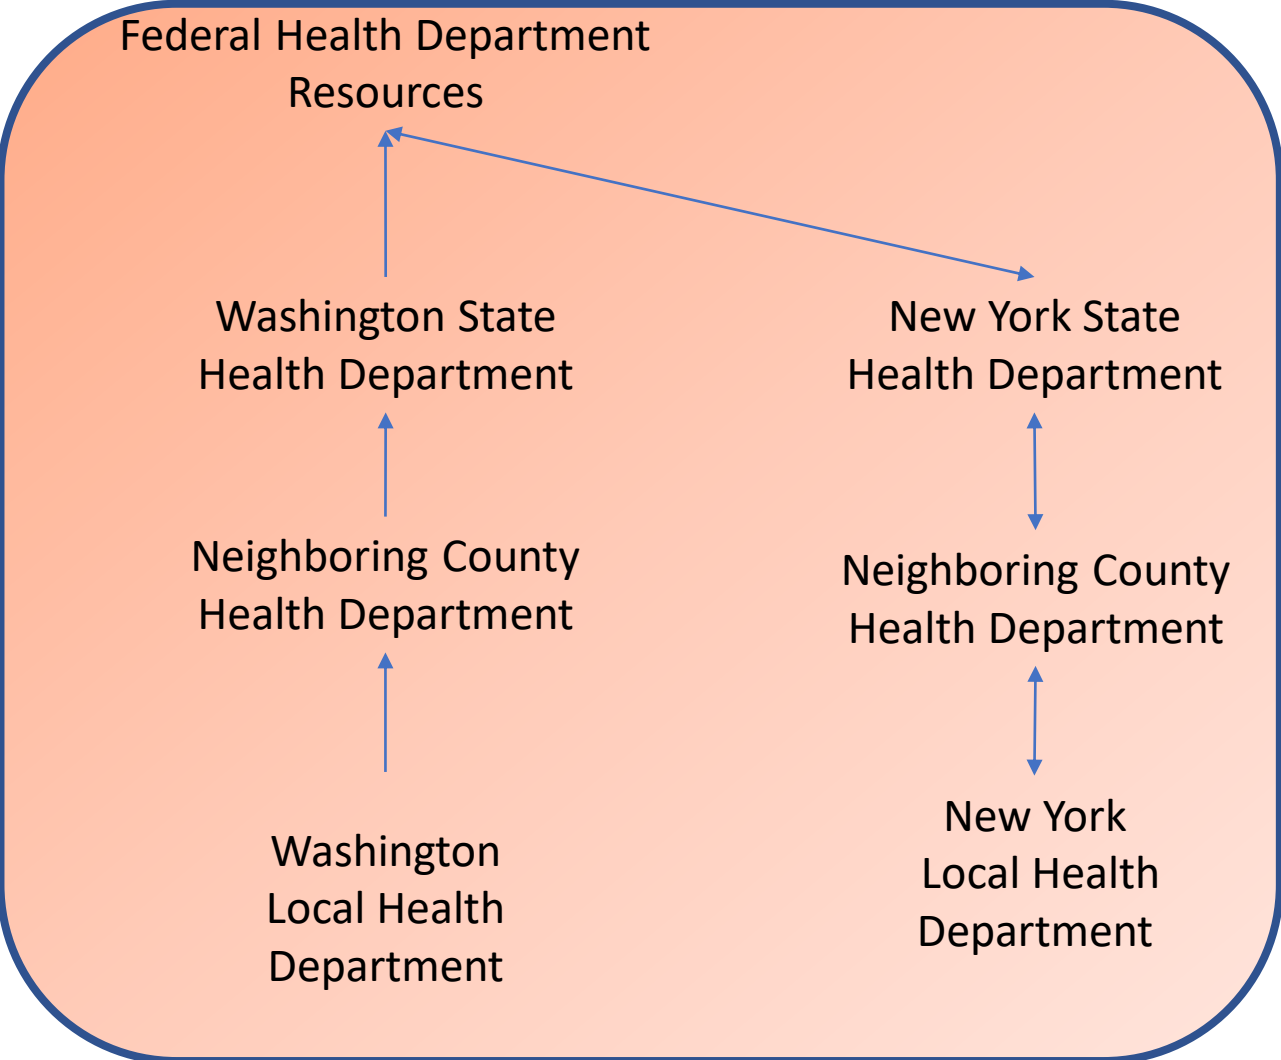 Federal Health Department
Resources
Washington State
Health Department
New York State
Health Department
Neighboring County
Health Department
Neighboring County
Health Department
Washington
Local Health
Department
New York
Local Health
Department